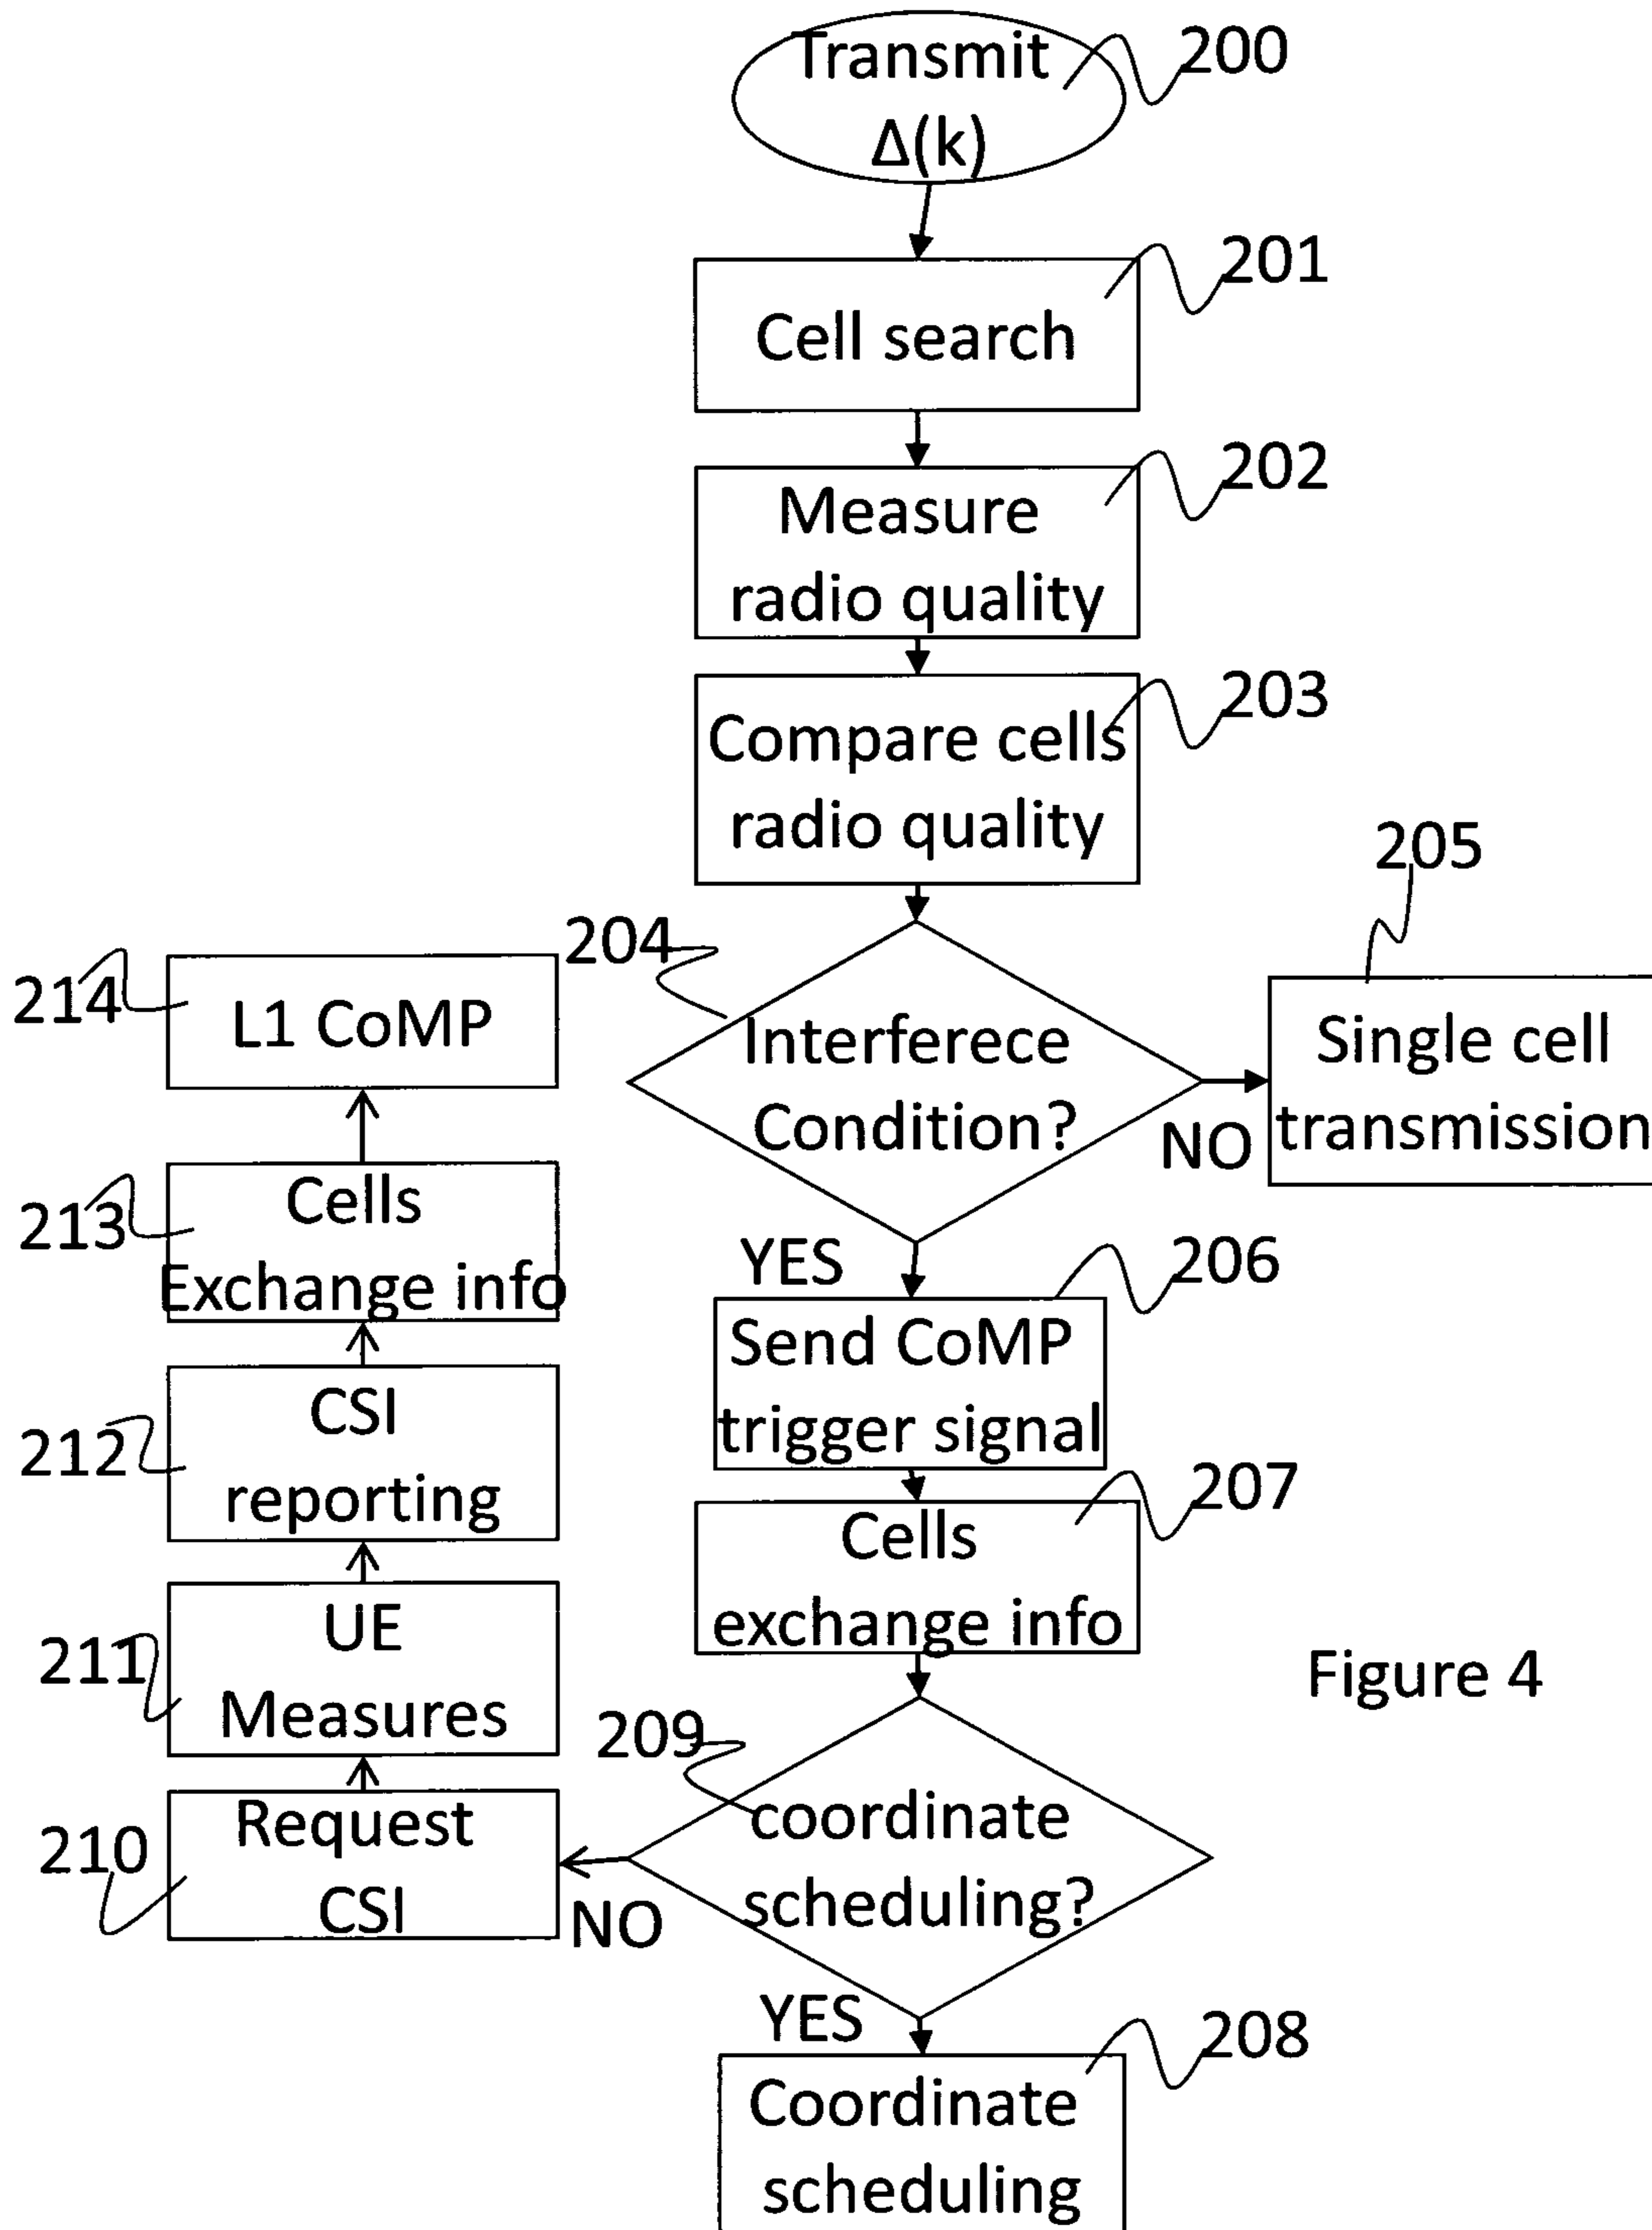 Transmit
Δ(k)
200
Cell search
201
Measure
radio quality
202
Compare cells
radio quality
203
204
Interferece
Condition?
NO
205
Single cell
transmission
YES
206
Send CoMP
trigger signal
207
Cells
exchange info
209
coordinate
scheduling?
YES
208
Coordinate
scheduling
NO
210
Request
CSI
211
UE
Measures
212
CSI
reporting
213
Cells
Exchange info
214
L1 CoMP
Figure 4